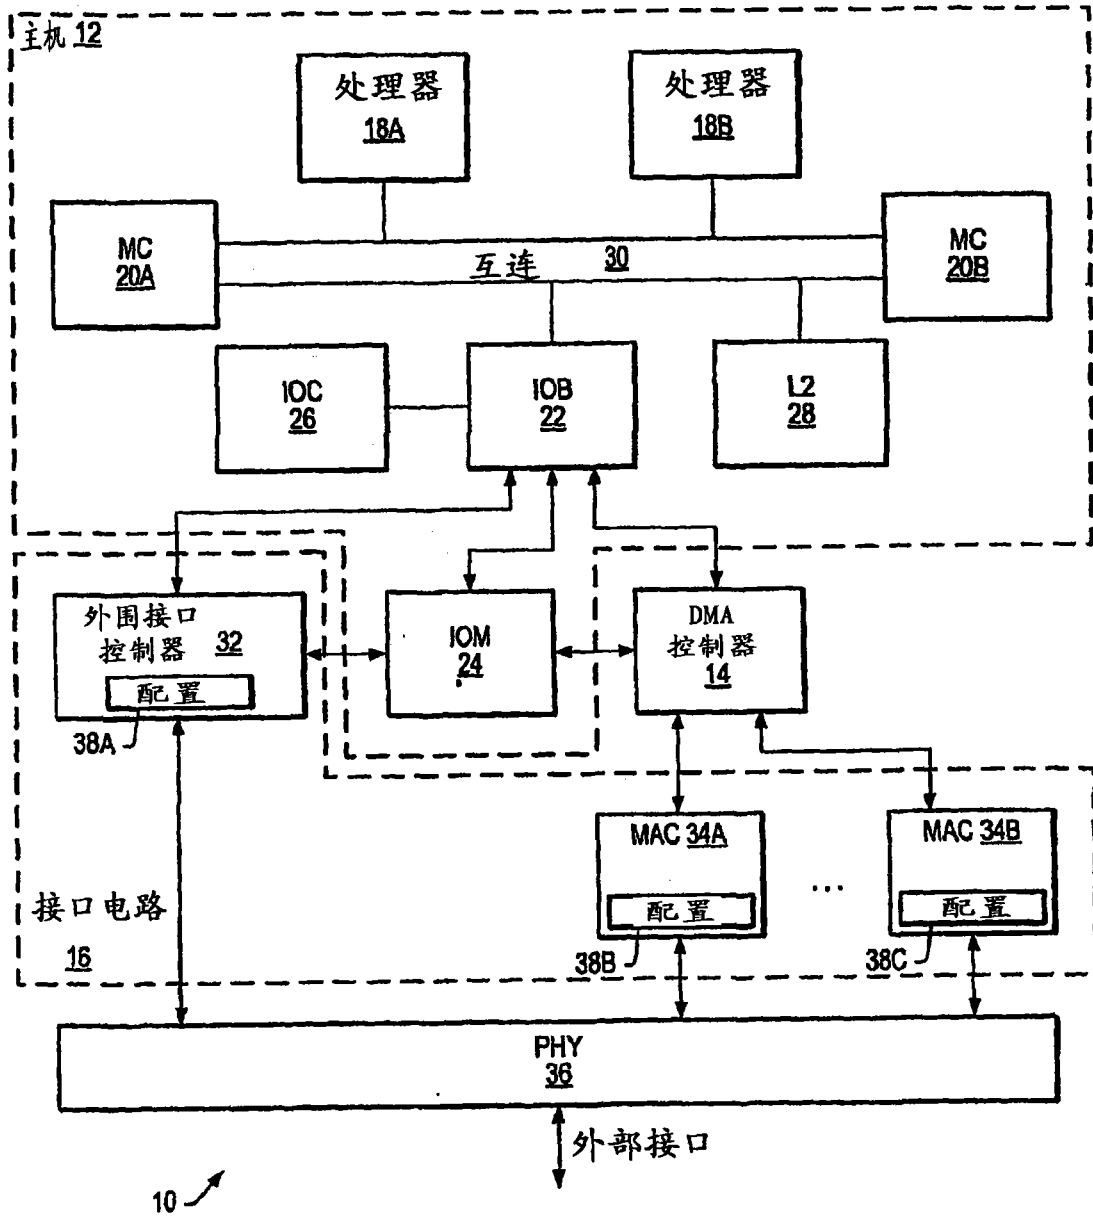 主机 12
处理器
18A
处理器
18B
MC
20A
互连 30
MC
20B
IOC
26
IOB
22
L2
28
外围接口
控制器 32
配置
38A
IOM
24
DMA
控制器
14
MAC 34A
配置
38B
...
MAC 34B
配置
38C
接口电路
16
PHY
36
外部接口
10